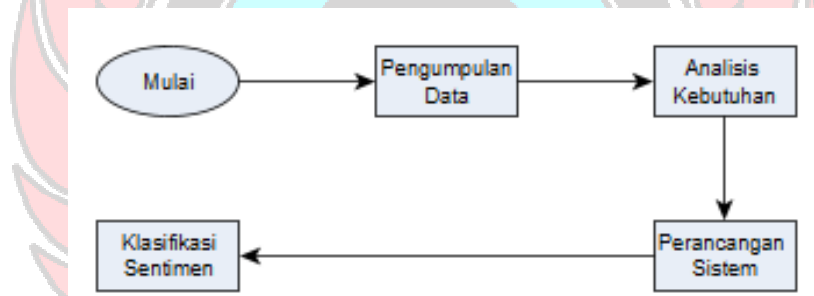 Mulai
Pengumpulan
Data
Analisis
Kebutuhan
Perancangan
Sistem
Klasifikasi
Sentimen